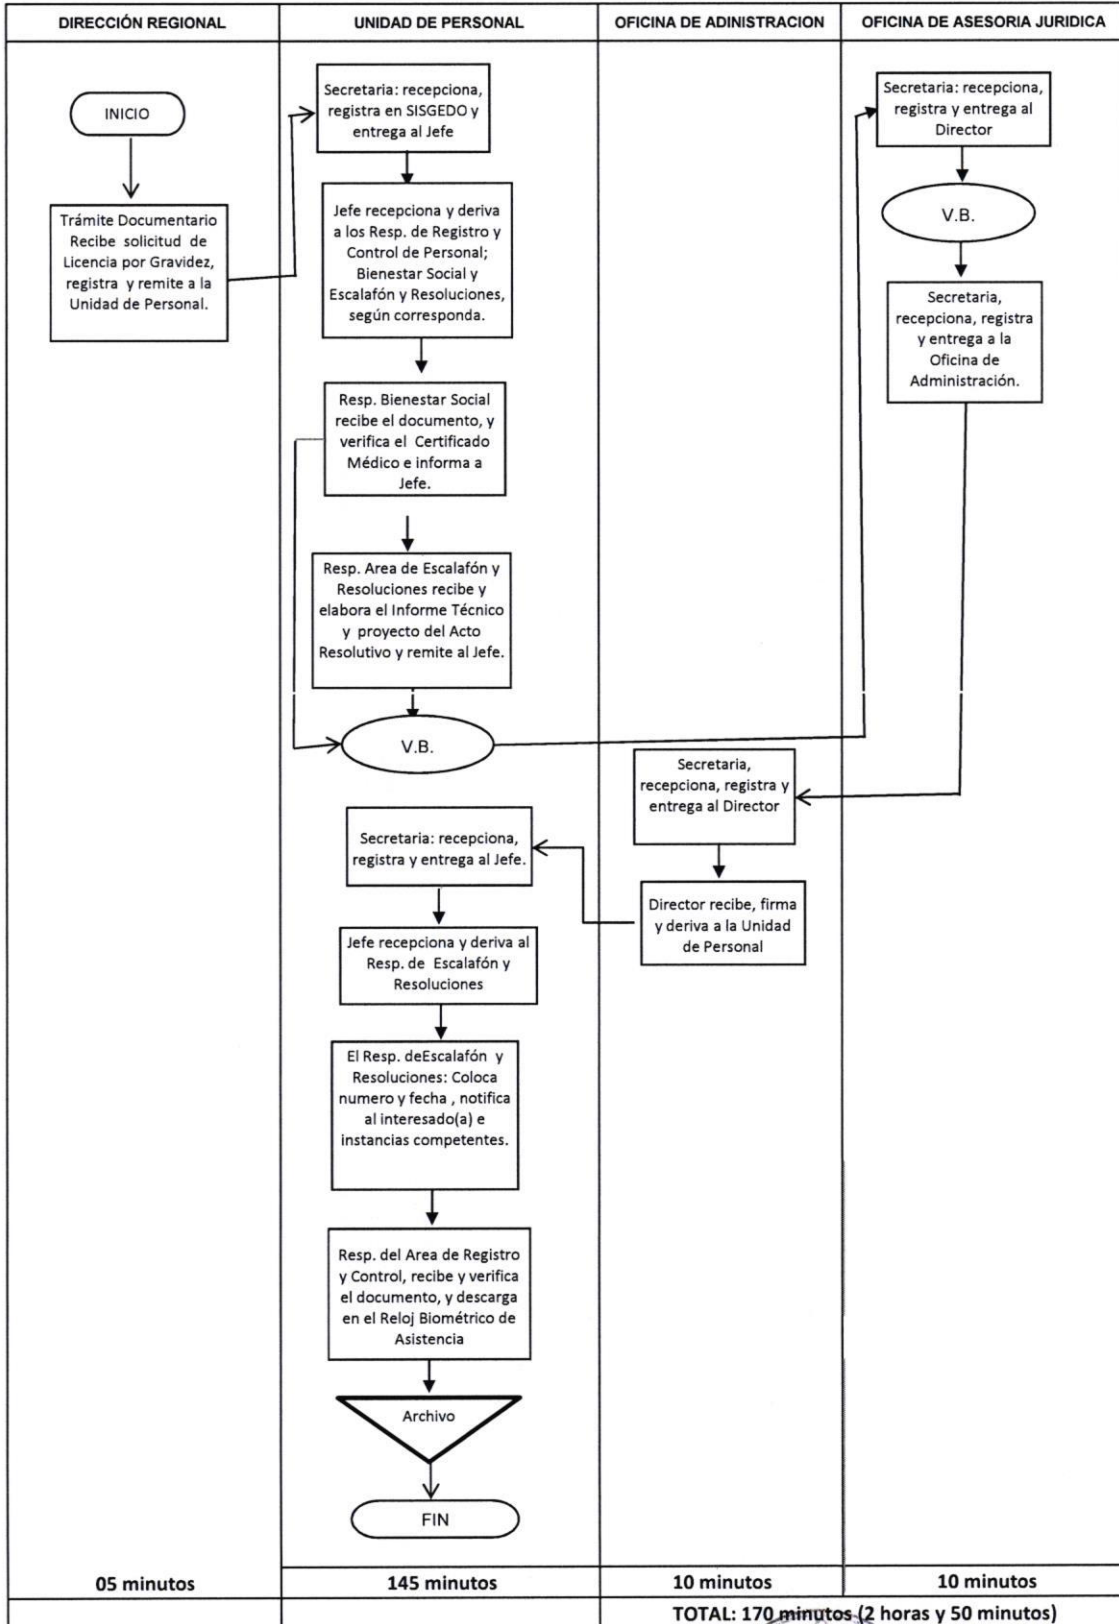 DIRECCIÓN REGIONAL
UNIDAD DE PERSONAL
OFICINA DE ADINISTRACION
OFICINA DE ASESORIA JURIDICA
INICIO
Trámite Documentario
Recibe solicitud de
Licencia por Gravidez,
registra y remite a la
Unidad de Personal.
Secretaria: recepciona,
registra en SISGEDO y
entrega al Jefe
Jefe recepciona y deriva
a los Resp. de Registro y
Control de Personal;
Bienestar Social y
Escalafón y Resoluciones,
según corresponda.
Resp. Bienestar Social
recibe el documento, y
verifica el Certificado
Médico e informa a
Jefe.
Resp. Area de Escalafón y
Resoluciones recibe y
elabora el Informe Técnico
y proyecto del Acto
Resolutivo y remite al Jefe.
V.B.
Secretaria: recepciona,
registra y entrega al
Director
V.B.
Secretaria,
recepciona, registra
y entrega a la
Oficina de
Administración.
Secretaria,
recepciona, registra y
entrega al Director
Director recibe, firma
y deriva a la Unidad
de Personal
Secretaria: recepciona,
registra y entrega al Jefe.
Jefe recepciona y deriva al
Resp. de Escalafón y
Resoluciones
El Resp. deEscalafón y
Resoluciones: Coloca
numero y fecha , notifica
al interesado(a) e
instancias competentes.
Resp. del Area de Registro
y Control, recibe y verifica
el documento, y descarga
en el Reloj Biométrico de
Asistencia
Archivo
FIN
05 minutos
145 minutos
10 minutos
10 minutos
TOTAL: 170 minutos (2 horas y 50 minutos)